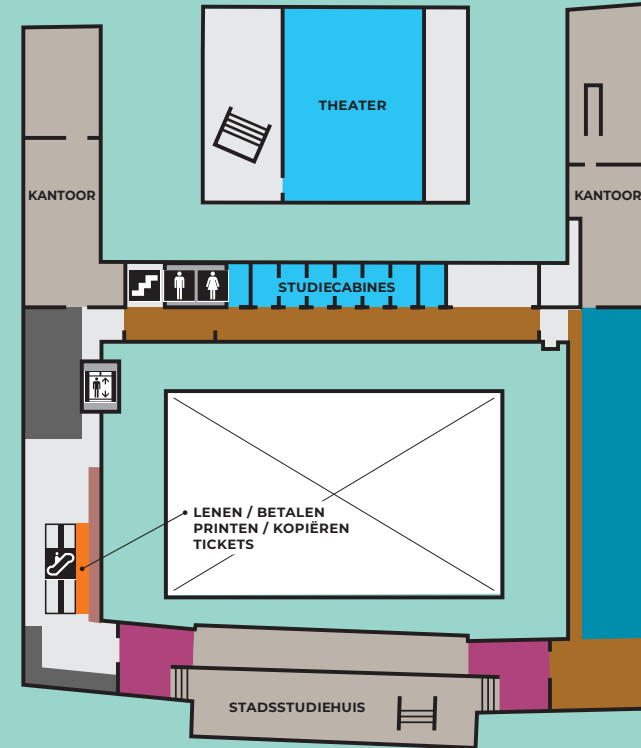 THEATER
KANTOOR
KANTOOR
STUDIECABINES
LENEN / BETALEN
PRINTEN / KOPIËREN
TICKETS
STADSSTUDIEHUIS